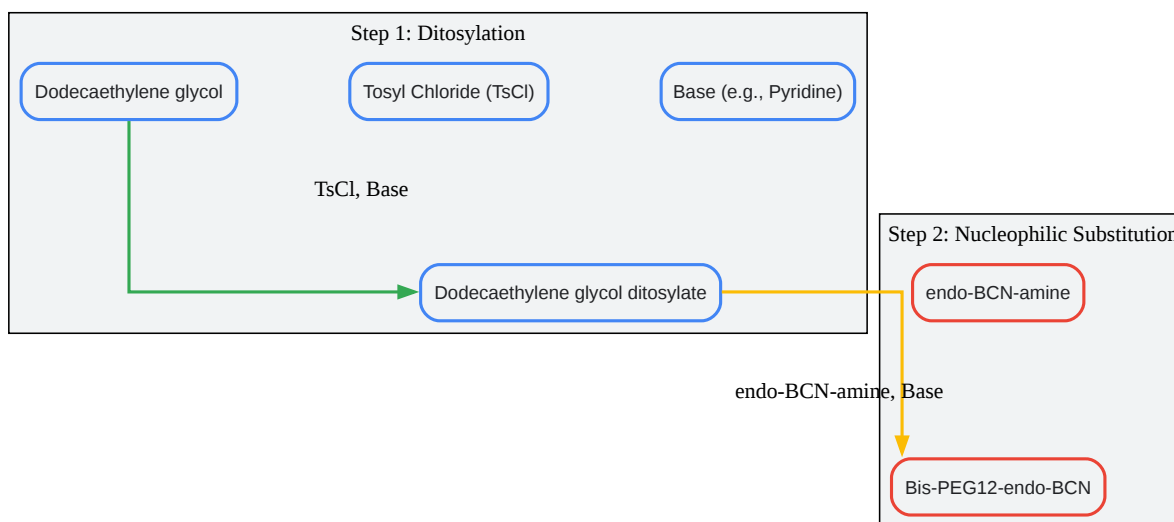 Step 1: Ditosylation
Dodecaethylene glycol
Tosyl Chloride (TsCl)
Base (e.g., Pyridine)
TsCl, Base
Dodecaethylene glycol ditosylate
Step 2: Nucleophilic Substitution
endo-BCN-amine
endo-BCN-amine, Base
Bis-PEG12-endo-BCN